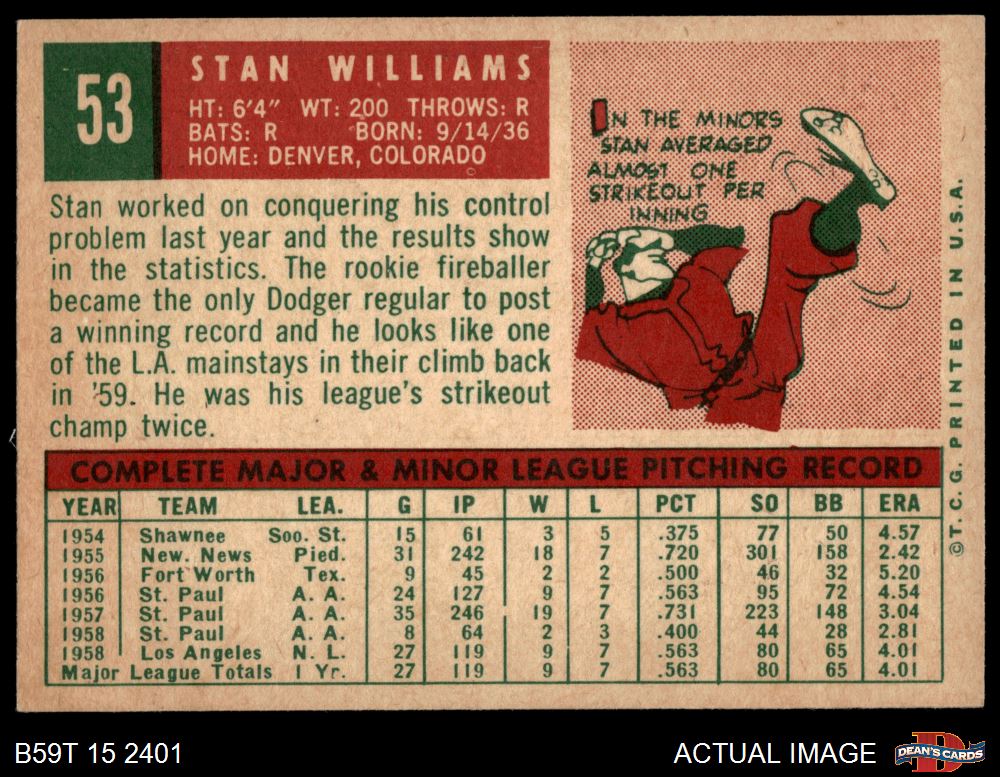 53
STAN WILLIAMS
HT: 6'4" WT: 200 THROWS: R
BATS: R BORN: 9/14/36
HOME: DENVER, COLORADO
Stan worked on conquering his control
problem last year and the results show
in the statistics. The rookie fireballer
became the only Dodger regular to post
a winning record and he looks like one
of the L.A. mainstays in their climb back
in '59. He was his league's strikeout
champ twice.
IN THE MINORS
STAN AVERAGED
ALMOST ONE
STRIKEOUT PER
INNING
COMPLETE MAJOR & MINOR LEAGUE PITCHING RECORD
YEAR TEAM LEA. G IP W L PCT SO BB ERA
1954 Shawnee Soo. St. 15 61 3 5 .375 77 50 4.57
1955 New. News Pied. 31 242 18 7 .720 301 158 2.42
1956 Fort Worth Tex. 9 45 2 2 .500 46 32 5.20
1956 St. Paul A. A. 24 127 9 7 .563 95 72 4.54
1957 St. Paul A. A. 35 246 19 7 .731 223 148 3.04
1958 St. Paul A. A. 8 64 2 3 .400 44 28 2.81
1958 Los Angeles N. L. 27 119 9 7 .563 80 65 4.01
Major League Totals 1 Yr. 27 119 9 7 .563 80 65 4.01
©T. C. G. PRINTED IN U.S.A.
B59T 15 2401
ACTUAL IMAGE
DEAN'S CARDS